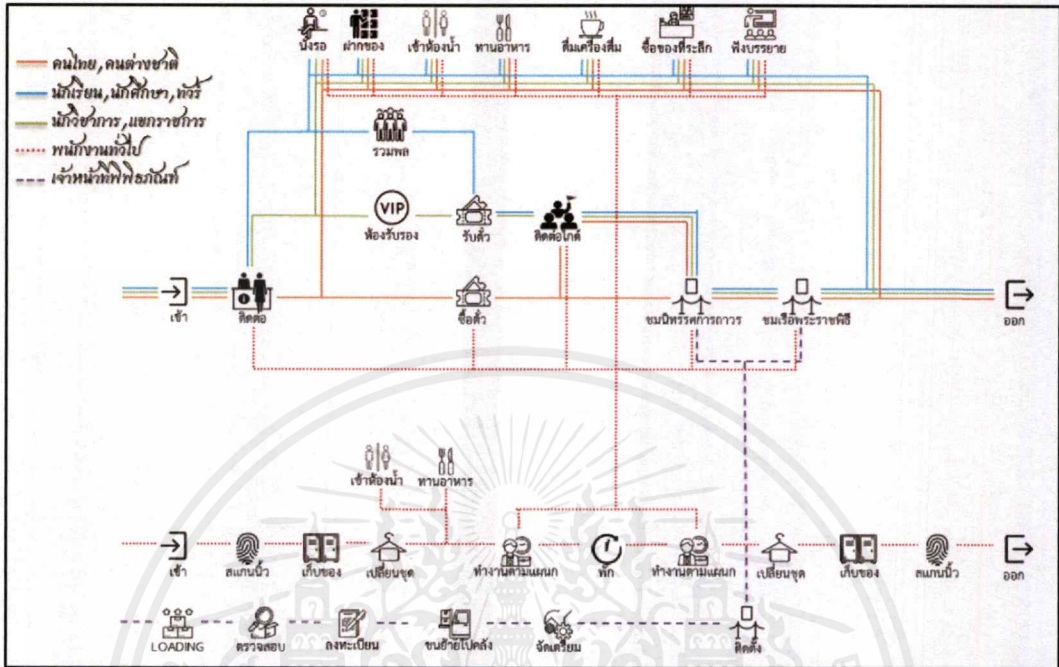 นั่งรอ ฝากของ เข้าห้องน้ำ ทานอาหาร ดื่มเครื่องดื่ม ซื้อของที่ระลึก ฟังบรรยาย
คนไทย, คนต่างชาติ
นักเรียน, นักศึกษา, ทัวร์
นักวิชาการ, แขกราชการ
พนักงานทั่วไป
เจ้าหน้าที่พิพิธภัณฑ์
รวมพล
VIP
ห้องรับรอง รับตั๋ว ติดต่อไกด์
เข้า ติดต่อ ซื้อตั๋ว ชมนิทรรศการถาวร ชมเรือพระราชพิธี ออก
เข้าห้องน้ำ ทานอาหาร
เข้า สแกนนิ้ว เก็บของ เปลี่ยนชุด ทำงานตามแผนก พัก ทำงานตามแผนก เปลี่ยนชุด เก็บของ สแกนนิ้ว ออก
LOADING ตรวจสอบ ลงทะเบียน ขนย้ายไปคลัง จัดเตรียม ติดตั้ง